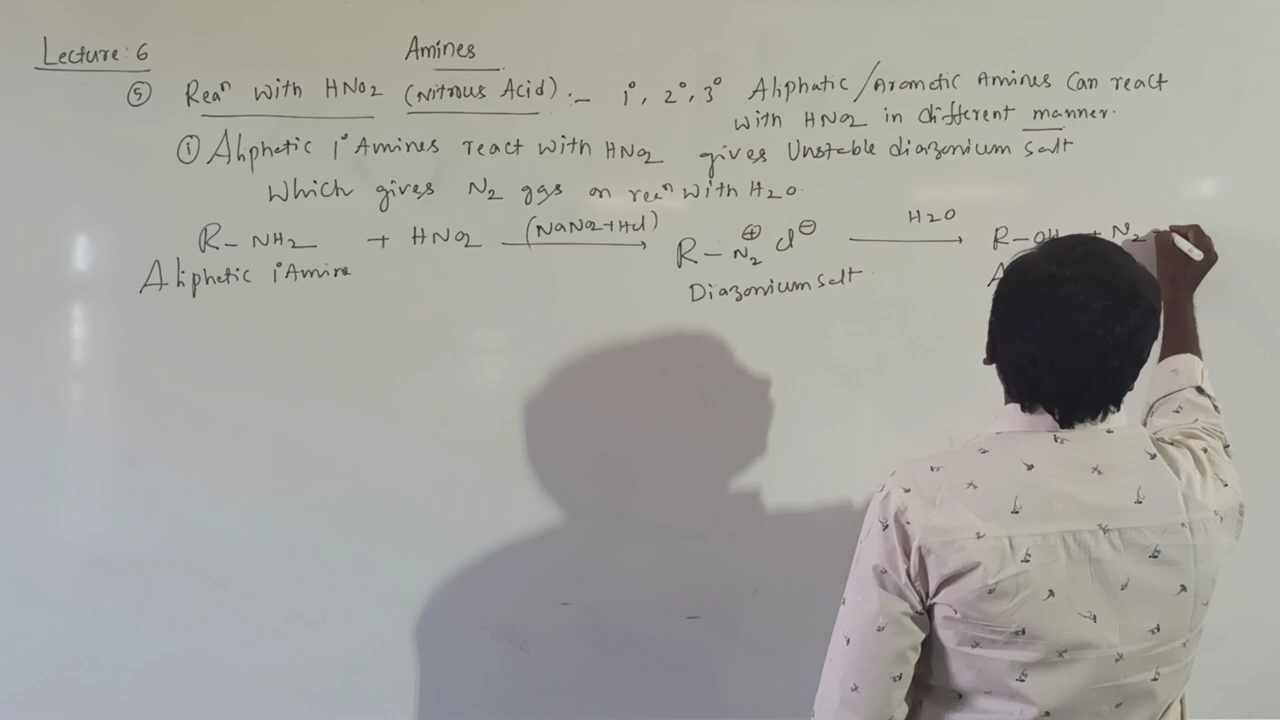 Lecture: 6
Amines
⑤ Reaⁿ with HNO2 (Nitrous Acid) :- 1°, 2°, 3° Aliphatic/Aromatic Amines Can react
with HNO2 in different manner.
① Aliphatic 1° Amines react with HNO2 gives Unstable diazonium salt
Which gives N2 gas on reaⁿ with H2O.
R-NH2 + HNO2 (NaNO2+HCl) R-N2⊕ Cl⊖ H2O R-OH + N2
Aliphatic 1° Amine Diazonium Salt